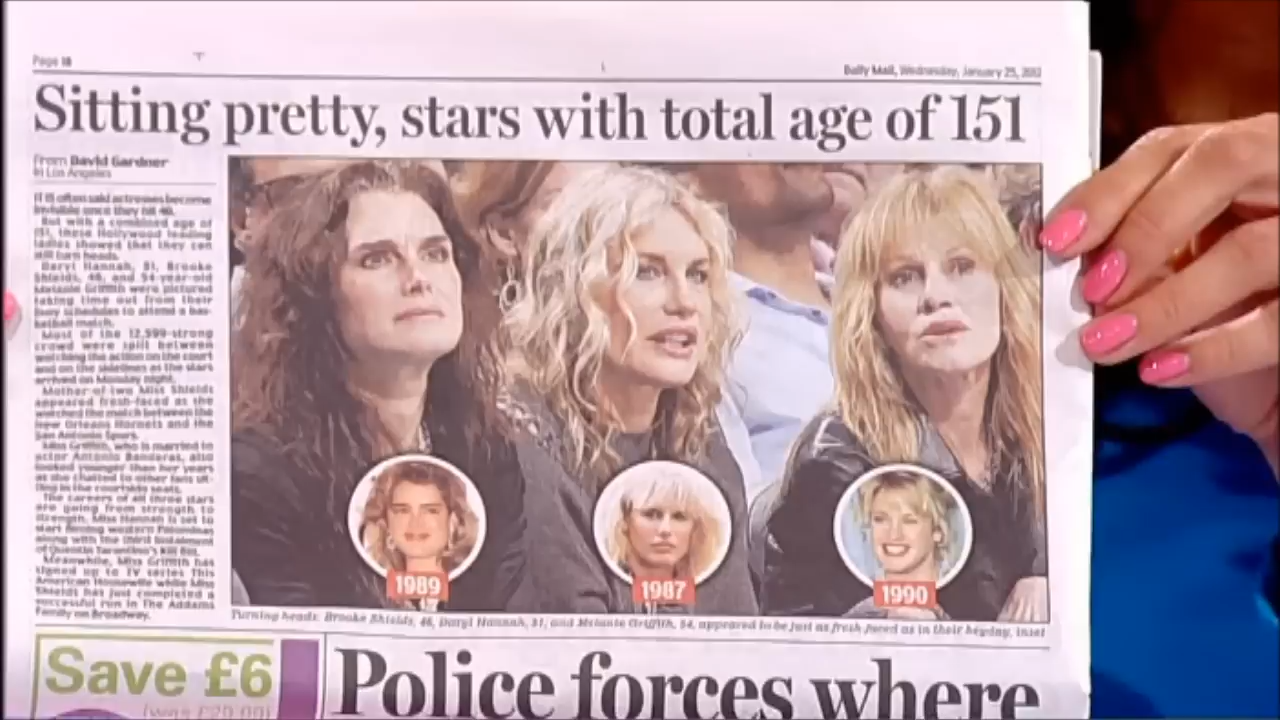 Page 18
Daily Mail, Wednesday, January 25, 2012
Sitting pretty, stars with total age of 151
From David Gardner
in Los Angeles
IT IS often said actresses become
invisible once they hit 40.
But with a combined age of
151, these Hollywood leading
ladies showed that they can
still turn heads.
Daryl Hannah, 51, Brooke
Shields, 46, and 54-year-old
Melanie Griffith were pictured
taking time out from their
busy schedules to attend a bas-
ketball match.
Most of the 12,599-strong
crowd were split between
watching the action on the court
and on the sidelines as the stars
arrived on Monday night.
Mother-of-two Miss Shields
appeared fresh-faced as she
watched the match between the
New Orleans Hornets and the
San Antonio Spurs.
Miss Griffith, who is married to
actor Antonio Banderas, also
looked younger than her years
as she chatted to other fans sit-
ting in the courtside seats.
The careers of all three stars
are going from strength to
strength. Miss Hannah is set to
start filming western Palominas
along with the third instalment
of Quentin Tarantino's Kill Bill.
Meanwhile, Miss Griffith has
signed up to TV series This
American Housewife while Miss
Shields has just completed a
successful run in The Addams
Family on Broadway.
1989
1987
1990
Turning heads: Brooke Shields, 46, Daryl Hannah, 51, and Melanie Griffith, 54, appeared to be just as fresh-faced as in their heyday, inset
Save £6
(was £20.00)
Police forces where